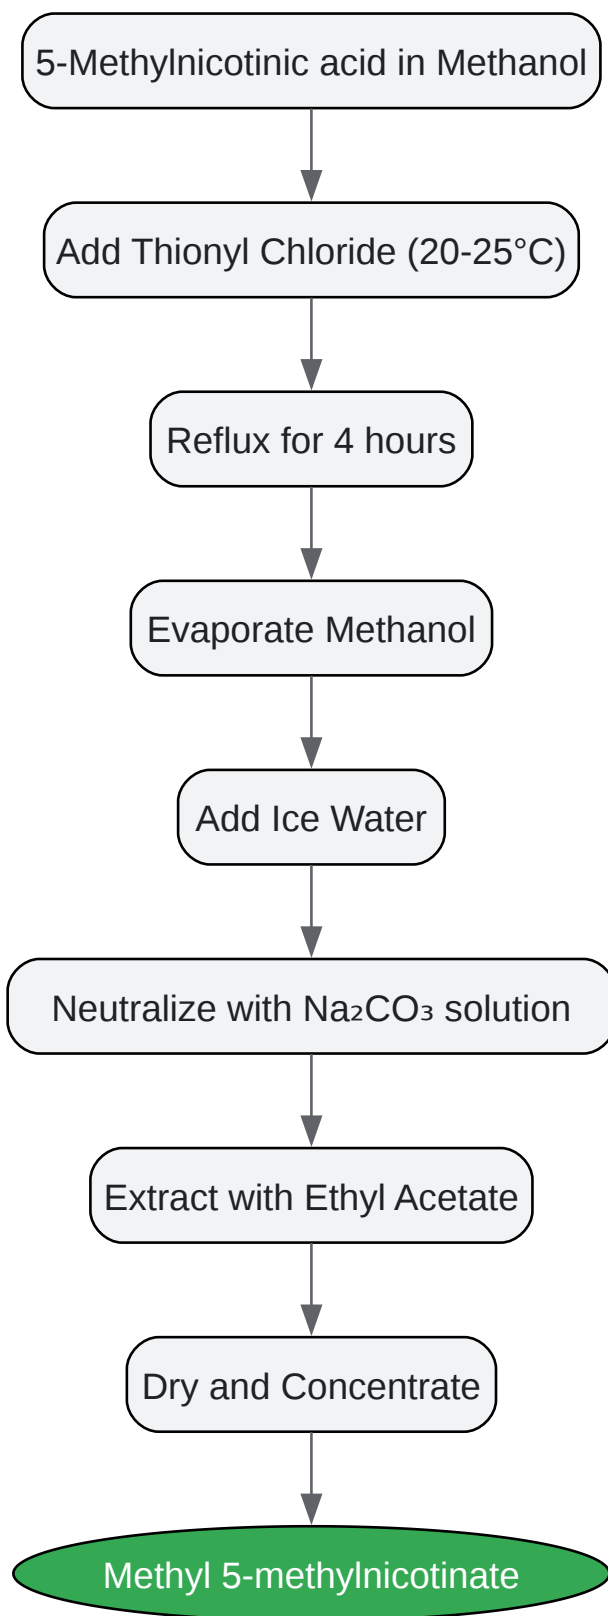 5-Methylnicotinic acid in Methanol
Add Thionyl Chloride (20-25°C)
Reflux for 4 hours
Evaporate Methanol
Add Ice Water
Neutralize with Na₂CO₃ solution
Extract with Ethyl Acetate
Dry and Concentrate
Methyl 5-methylnicotinate